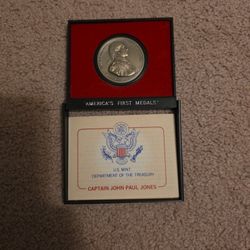 AMERICA'S FIRST MEDALS
U.S. MINT
DEPARTMENT OF THE TREASURY
CAPTAIN JOHN PAUL JONES